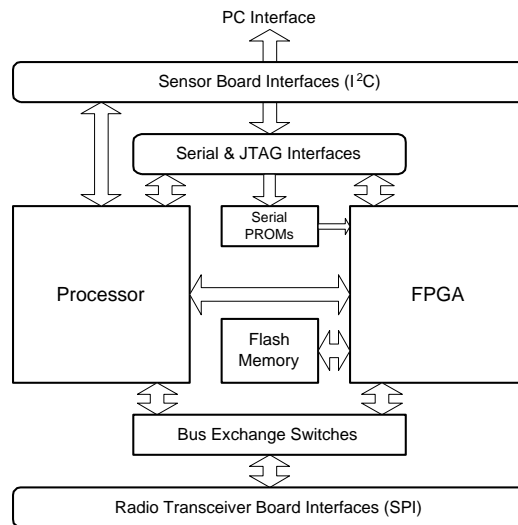 PC Interface
Sensor Board Interfaces (I²C)
Serial & JTAG Interfaces
Serial
PROMs
Processor
FPGA
Flash
Memory
Bus Exchange Switches
Radio Transceiver Board Interfaces (SPI)